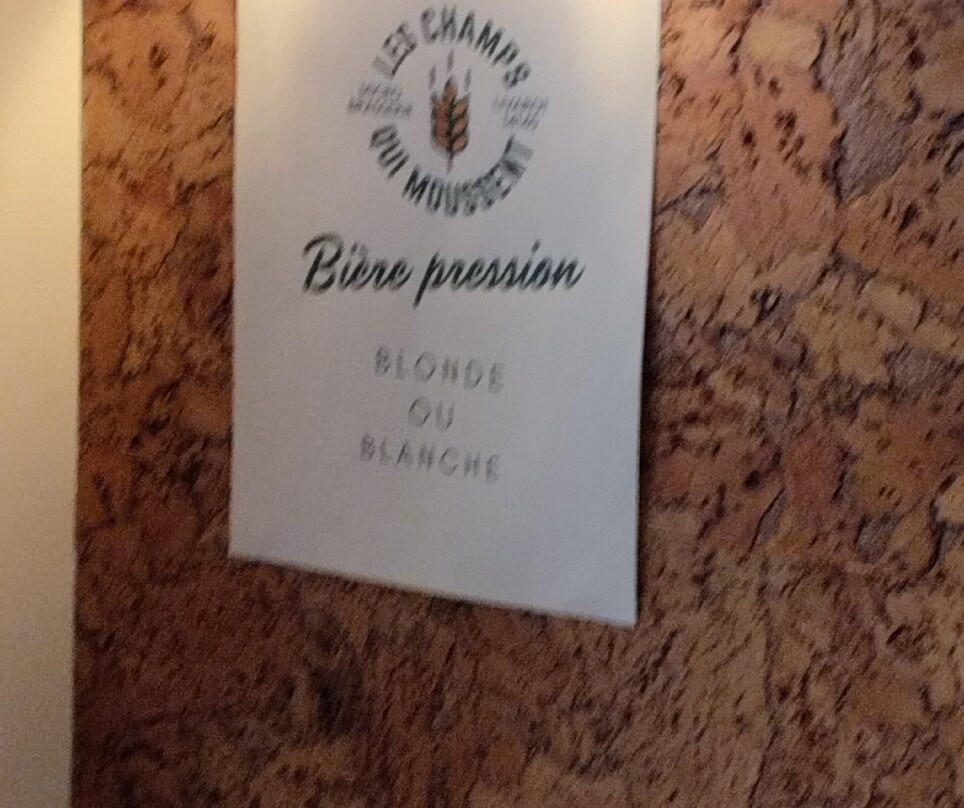 LES CHAMPS
QUI MOUSSENT
Bière pression
BLONDE
OU
BLANCHE